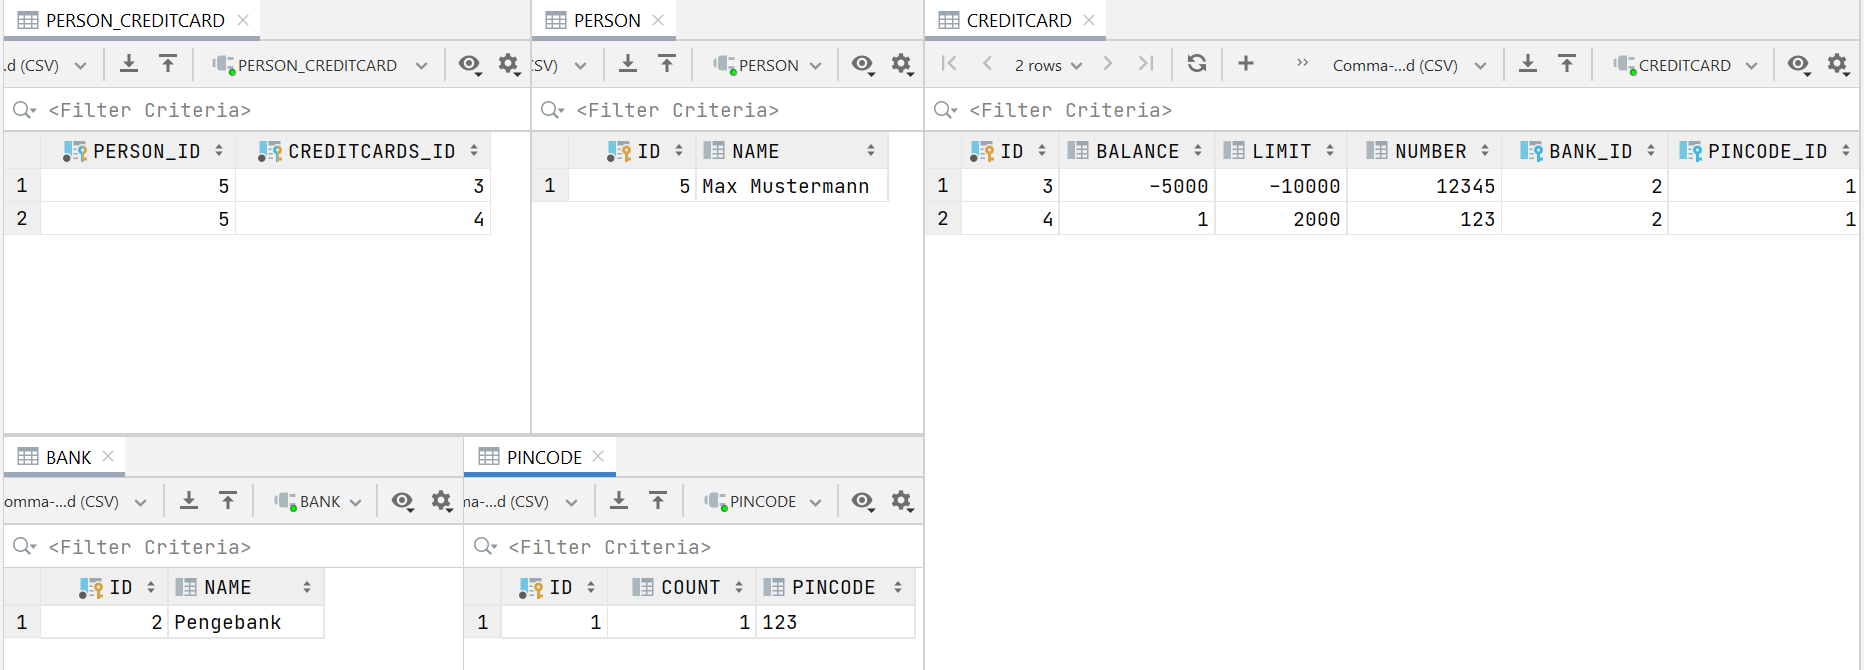 PERSON_CREDITCARD
.d (CSV) PERSON_CREDITCARD
<Filter Criteria>
PERSON_ID CREDITCARDS_ID
1 5 3
2 5 4
PERSON
SV) PERSON
<Filter Criteria>
ID NAME
1 5 Max Mustermann
CREDITCARD
2 rows Comma-...d (CSV) CREDITCARD
<Filter Criteria>
ID BALANCE LIMIT NUMBER BANK_ID PINCODE_ID
1 3 -5000 -10000 12345 2 1
2 4 1 2000 123 2 1
BANK
omma-...d (CSV) BANK
<Filter Criteria>
ID NAME
1 2 Pengebank
PINCODE
ma-...d (CSV) PINCODE
<Filter Criteria>
ID COUNT PINCODE
1 1 1 123